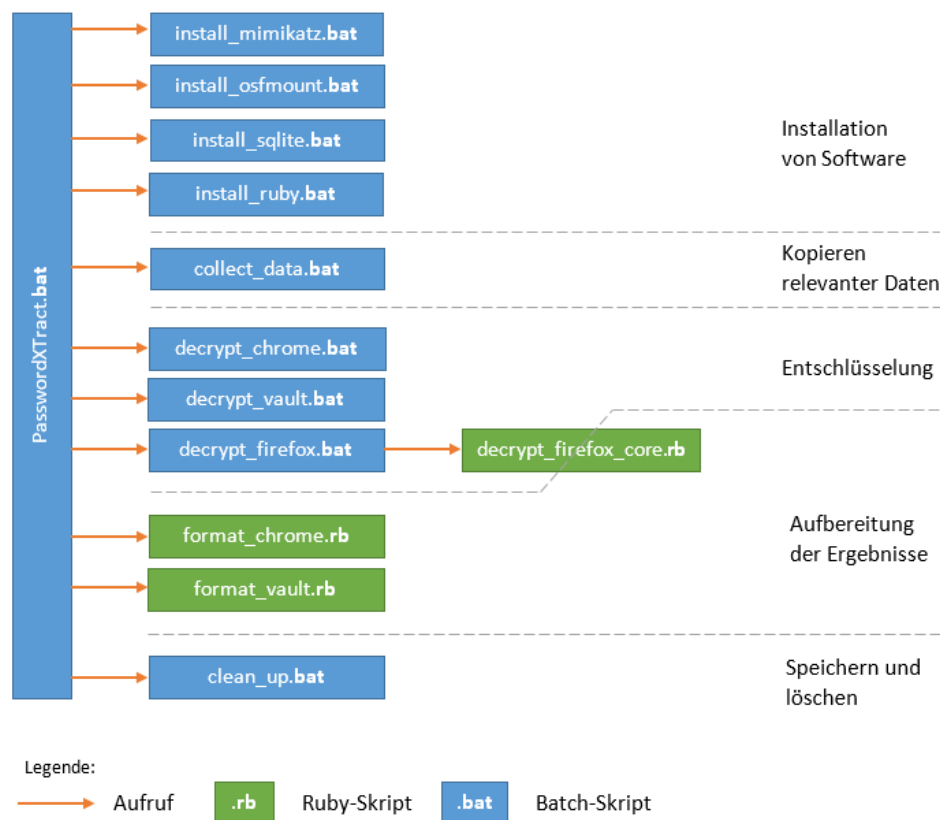 PasswordXTract.bat
install_mimikatz.bat
install_osfmount.bat
install_sqlite.bat
install_ruby.bat
Installation
von Software
collect_data.bat
Kopieren
relevanter Daten
decrypt_chrome.bat
decrypt_vault.bat
decrypt_firefox.bat
decrypt_firefox_core.rb
Entschlüsselung
format_chrome.rb
format_vault.rb
Aufbereitung
der Ergebnisse
clean_up.bat
Speichern und
löschen
Legende:
Aufruf
.rb
Ruby-Skript
.bat
Batch-Skript